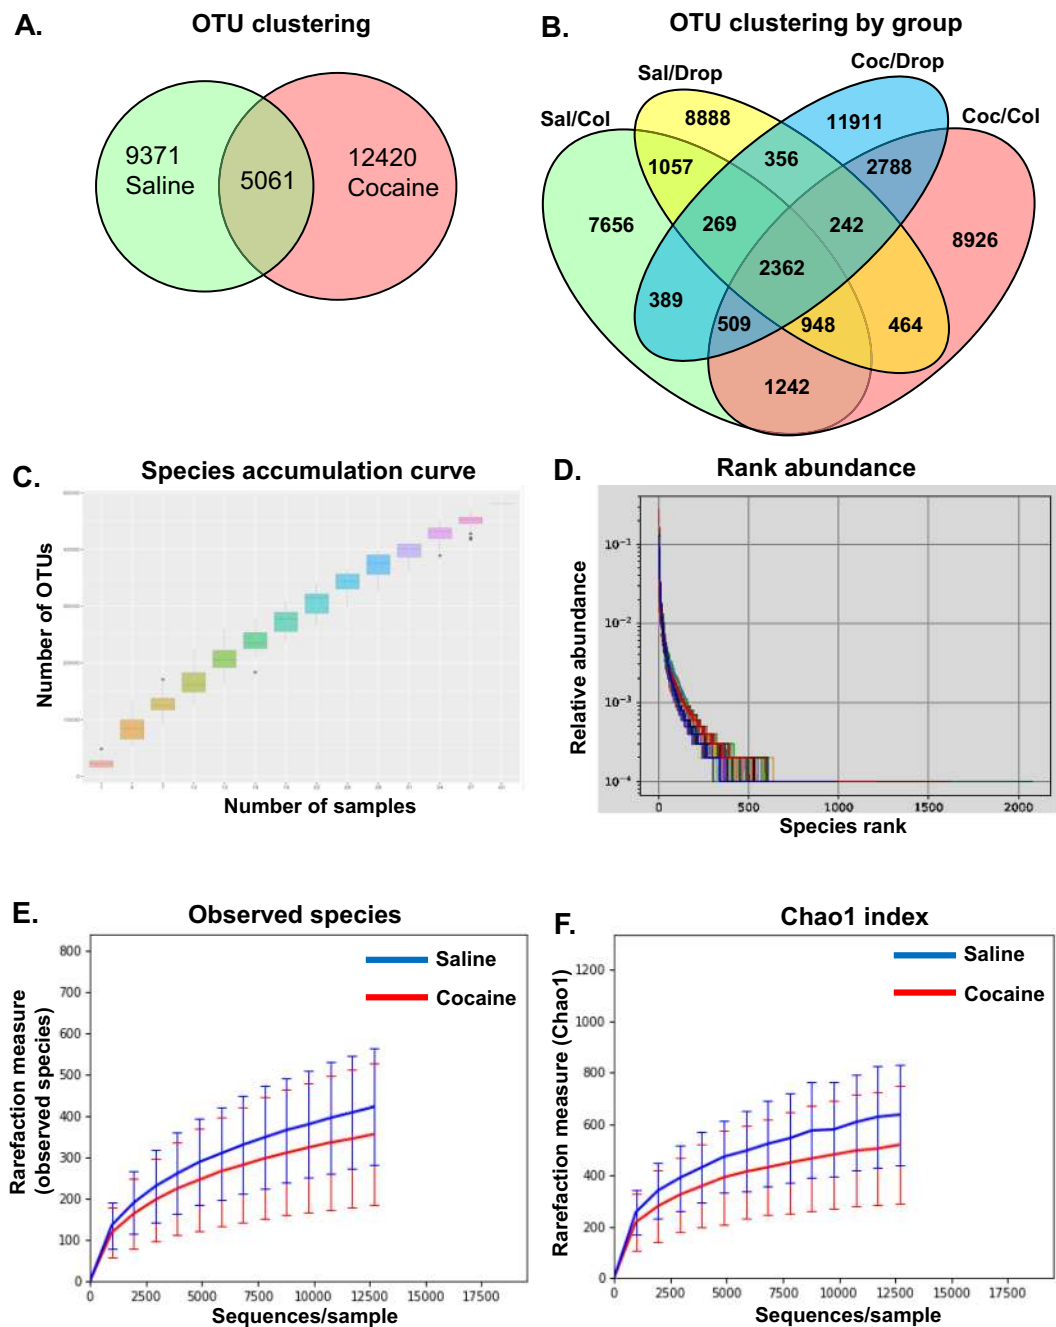 A.
OTU clustering
9371
Saline
5061
12420
Cocaine
B.
OTU clustering by group
Sal/Col
Sal/Drop
Coc/Drop
Coc/Col
8888
11911
1057
356
2788
7656
269
242
8926
2362
389
509
948
464
1242
C.
Species accumulation curve
Number of OTUs
Number of samples
D.
Rank abundance
Relative abundance
10⁻¹
10⁻²
10⁻³
10⁻⁴
0
500
1000
1500
2000
Species rank
E.
Observed species
Rarefaction measure
(observed species)
800
700
600
500
400
300
200
100
0
Saline
Cocaine
0
2500
5000
7500
10000
12500
15000
17500
Sequences/sample
F.
Chao1 index
Rarefaction measure (Chao1)
1200
1000
800
600
400
200
0
Saline
Cocaine
0
2500
5000
7500
10000
12500
15000
17500
Sequences/sample